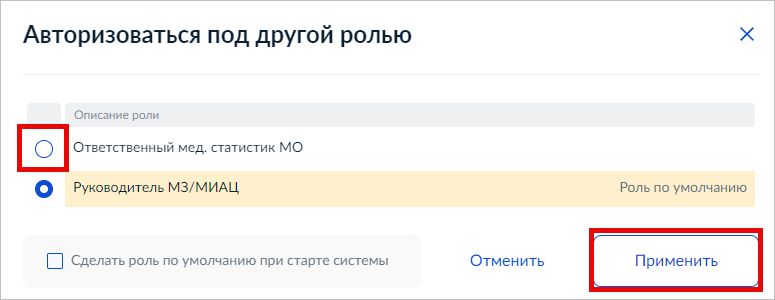 Авторизоваться под другой ролью
Описание роли
Ответственный мед. статистик МО
Руководитель МЗ/МИАЦ Роль по умолчанию
Сделать роль по умолчанию при старте системы Отменить Применить